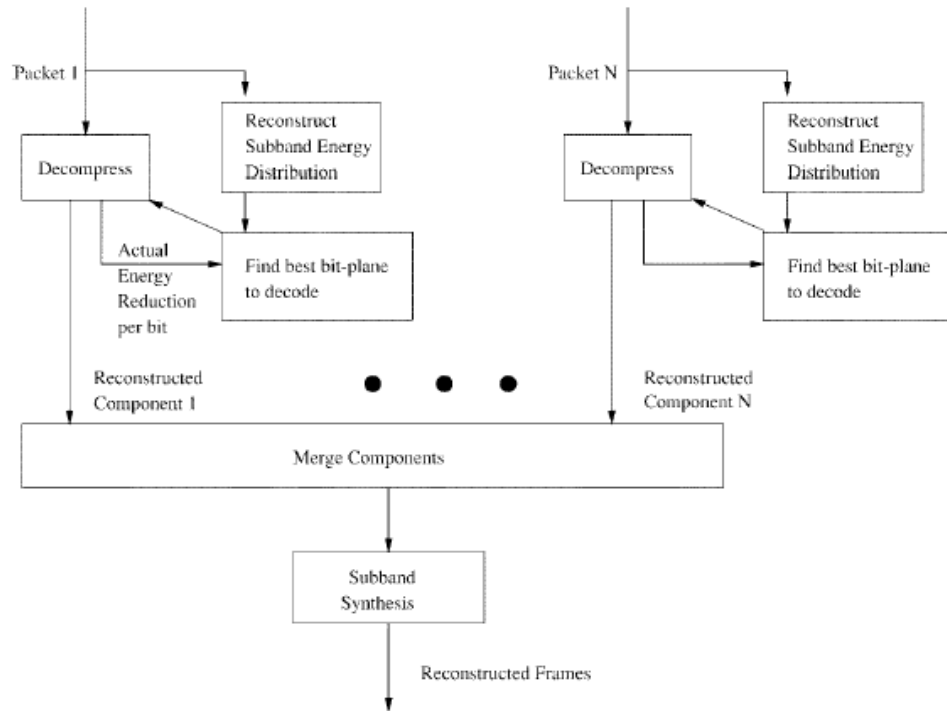 Packet 1
Packet N
Reconstruct
Subband Energy
Distribution
Reconstruct
Subband Energy
Distribution
Decompress
Decompress
Actual
Energy
Reduction
per bit
Find best bit-plane
to decode
Find best bit-plane
to decode
Reconstructed
Component 1
Reconstructed
Component N
Merge Components
Subband
Synthesis
Reconstructed Frames